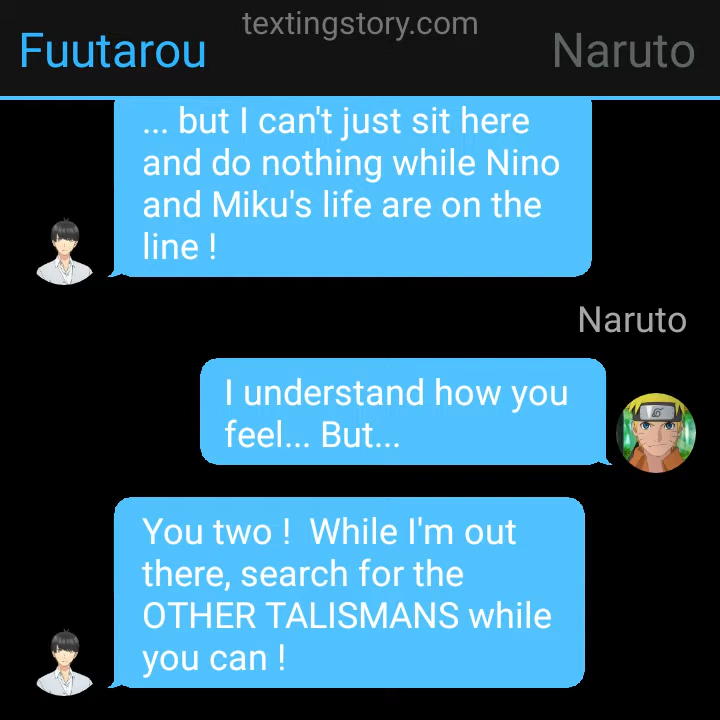 textingstory.com
Fuutarou
Naruto
... but I can't just sit here
and do nothing while Nino
and Miku's life are on the
line !
Naruto
I understand how you
feel... But...
You two !  While I'm out
there, search for the
OTHER TALISMANS while
you can !